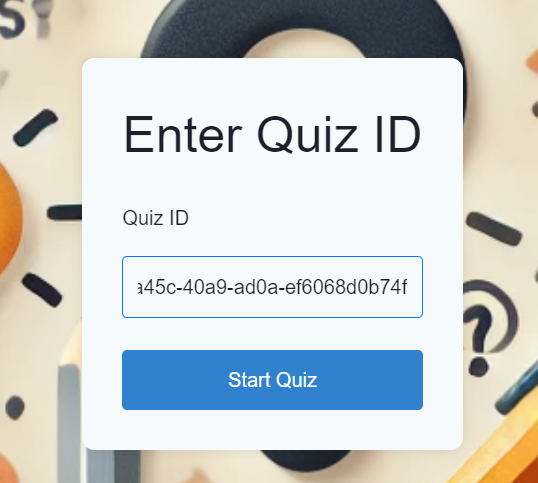 Enter Quiz ID
Quiz ID
a45c-40a9-ad0a-ef6068d0b74f
Start Quiz